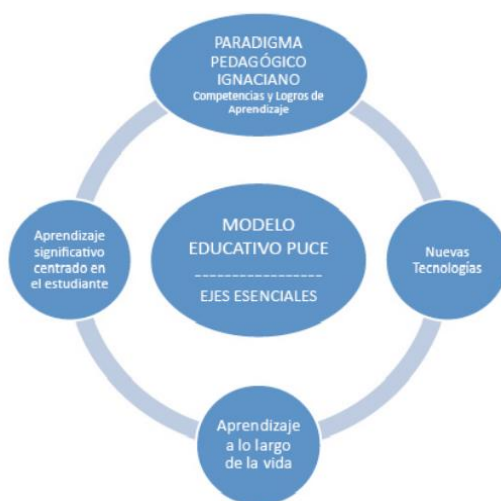 PARADIGMA
PEDAGÓGICO
IGNACIANO
Competencias y Logros de
Aprendizaje
Aprendizaje
significativo
centrado en
el estudiante
MODELO
EDUCATIVO PUCE
-----------------
EJES ESENCIALES
Nuevas
Tecnologías
Aprendizaje
a lo largo
de la vida